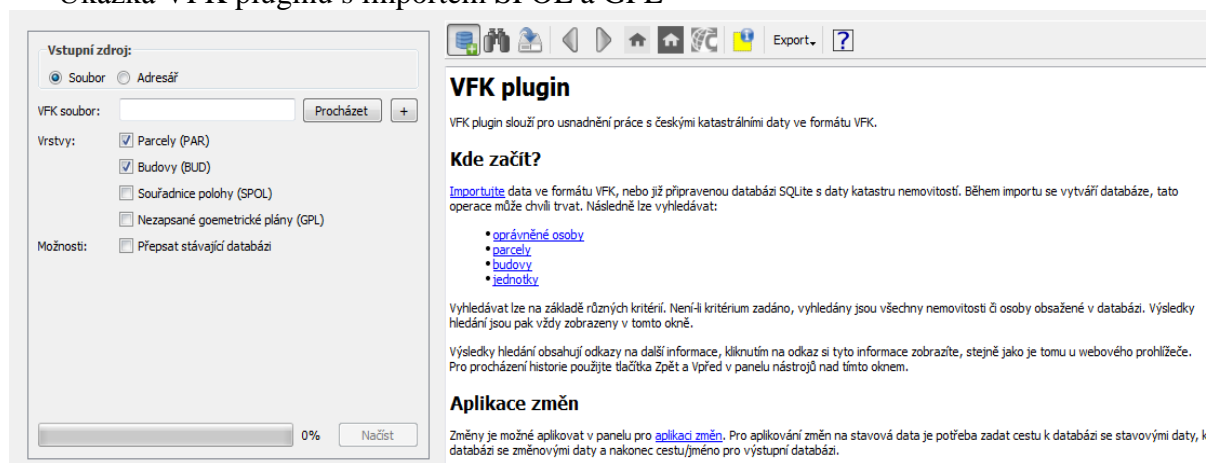 Ukázka VFK pluginu s importem SPOL a GPL
Vstupní zdroj:
Soubor Adresář
VFK soubor: Procházet +
Vrstvy: Parcely (PAR)
Budovy (BUD)
Souřadnice polohy (SPOL)
Nezapsané goemetrické plány (GPL)
Možnosti: Přepsat stávající databázi
0% Načíst
Export
VFK plugin
VFK plugin slouží pro usnadnění práce s českými katastrálními daty ve formátu VFK.
Kde začít?
Importujte data ve formátu VFK, nebo již připravenou databázi SQLite s daty katastru nemovitostí. Během importu se vytváří databáze, tato
operace může chvíli trvat. Následně lze vyhledávat:
oprávněné osoby
parcely
budovy
jednotky
Vyhledávat lze na základě různých kritérií. Není-li kritérium zadáno, vyhledány jsou všechny nemovitosti či osoby obsažené v databázi. Výsledky
hledání jsou pak vždy zobrazeny v tomto okně.
Výsledky hledání obsahují odkazy na další informace, kliknutím na odkaz si tyto informace zobrazíte, stejně jako je tomu u webového prohlížeče.
Pro procházení historie použijte tlačítka Zpět a Vpřed v panelu nástrojů nad tímto oknem.
Aplikace změn
Změny je možné aplikovat v panelu pro aplikaci změn. Pro aplikování změn na stavová data je potřeba zadat cestu k databázi se stavovými daty, k
databázi se změnovými daty a nakonec cestu/jméno pro výstupní databázi.